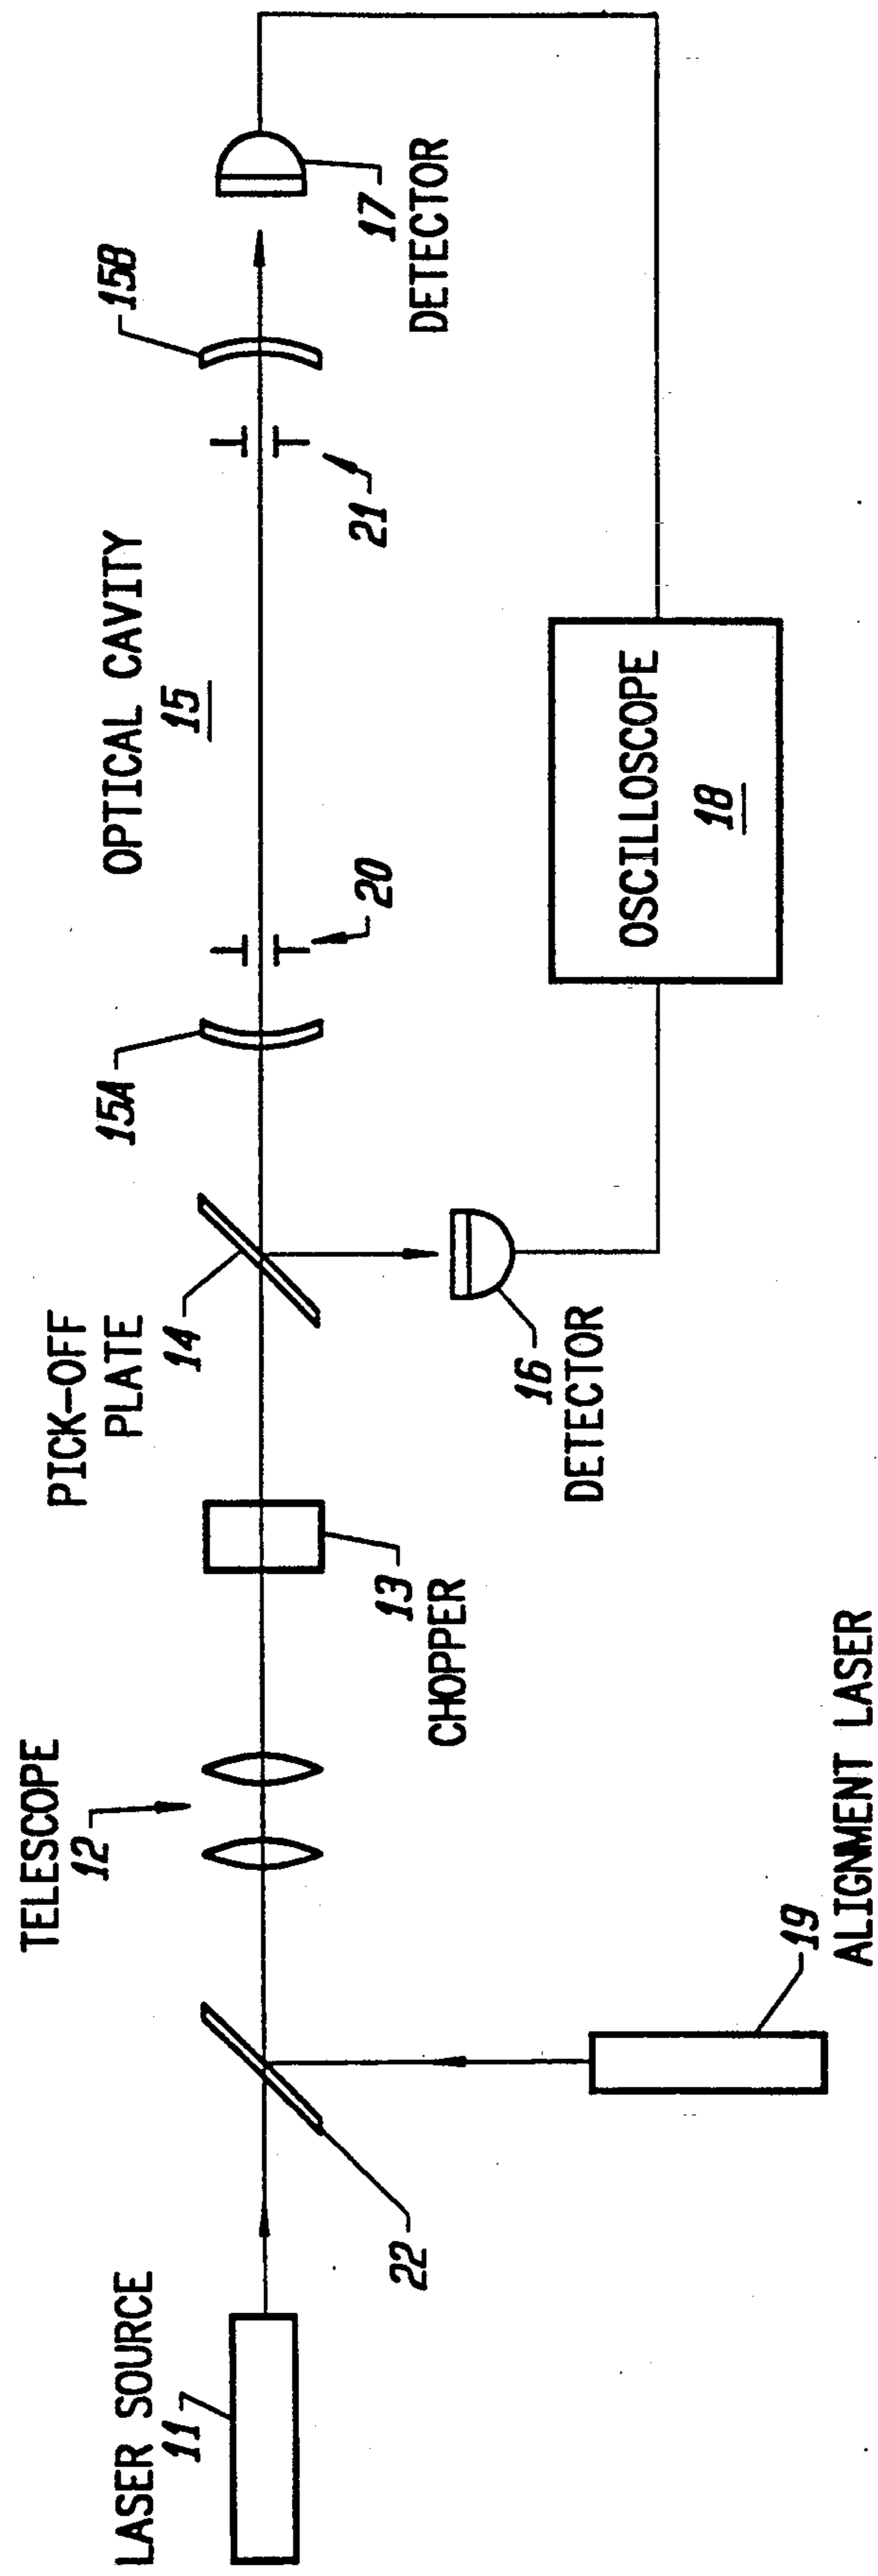 LASER SOURCE
11
22
TELESCOPE
12
19
ALIGNMENT LASER
13
CHOPPER
PICK-OFF
PLATE
14
16
DETECTOR
15A
20
OPTICAL CAVITY
15
OSCILLOSCOPE
18
21
15B
17
DETECTOR